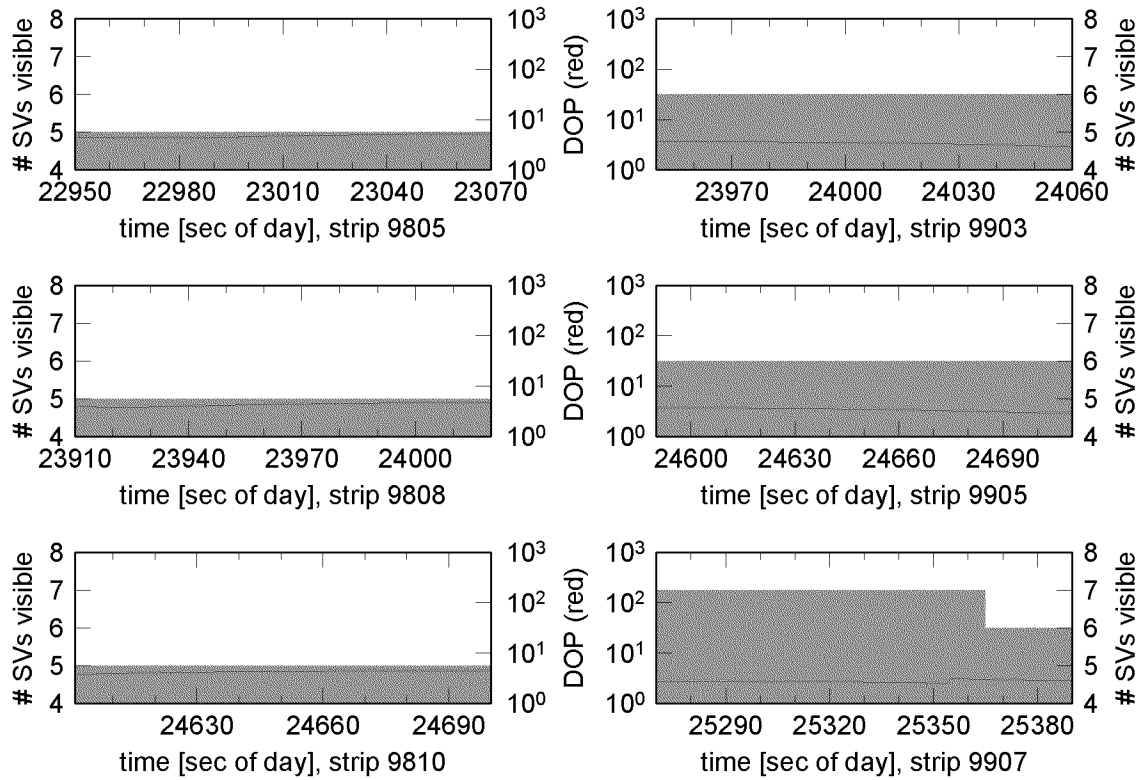 # SVs visible
8
7
6
5
4
22950 22980 23010 23040 23070
time [sec of day], strip 9805
10³
10²
10¹
10⁰
DOP (red)
10³
10²
10¹
10⁰
23970 24000 24030 24060
time [sec of day], strip 9903
8
7
6
5
4
# SVs visible
# SVs visible
8
7
6
5
4
23910 23940 23970 24000
time [sec of day], strip 9808
10³
10²
10¹
10⁰
DOP (red)
10³
10²
10¹
10⁰
24600 24630 24660 24690
time [sec of day], strip 9905
8
7
6
5
4
# SVs visible
# SVs visible
8
7
6
5
4
24630 24660 24690
time [sec of day], strip 9810
10³
10²
10¹
10⁰
DOP (red)
10³
10²
10¹
10⁰
25290 25320 25350 25380
time [sec of day], strip 9907
8
7
6
5
4
# SVs visible